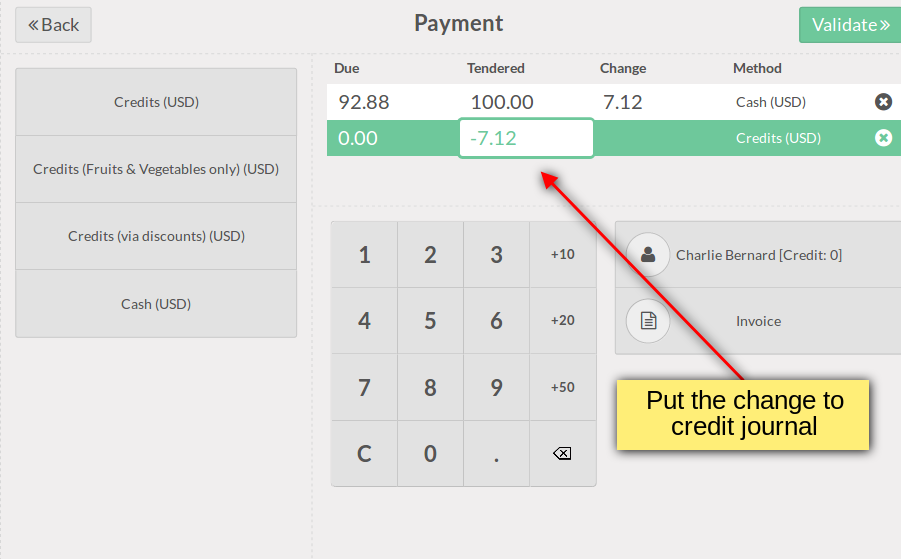 « Back
Payment
Validate »
Due Tendered Change Method
92.88 100.00 7.12 Cash (USD)
0.00 -7.12 Credits (USD)
Credits (USD)
Credits (Fruits & Vegetables only) (USD)
Credits (via discounts) (USD)
Cash (USD)
1 2 3 +10
4 5 6 +20
7 8 9 +50
C 0 .
Charlie Bernard [Credit: 0]
Invoice
Put the change to
credit journal